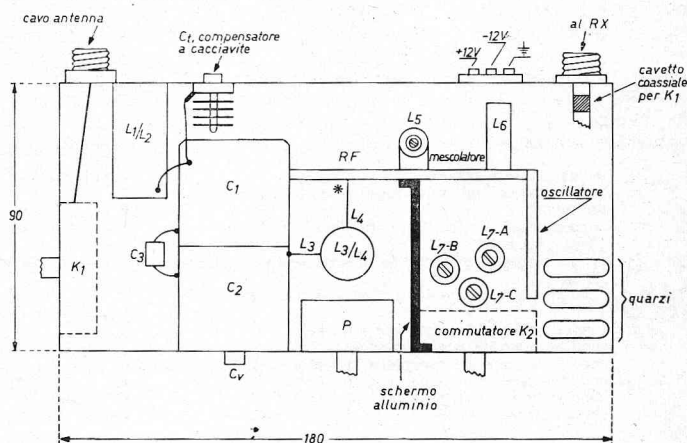 cavo antenna
Ct, compensatore
a cacciavite
+12V
-12V
al RX
cavetto
coassiale
per K1
L1/L2
L5
L6
mescolatore
RF
C1
*
L4
oscillatore
90
K1
C3
L3
L3/L4
L7-B
L7-A
L7-C
C2
P
commutatore K2
quarzi
Cv
schermo
alluminio
180